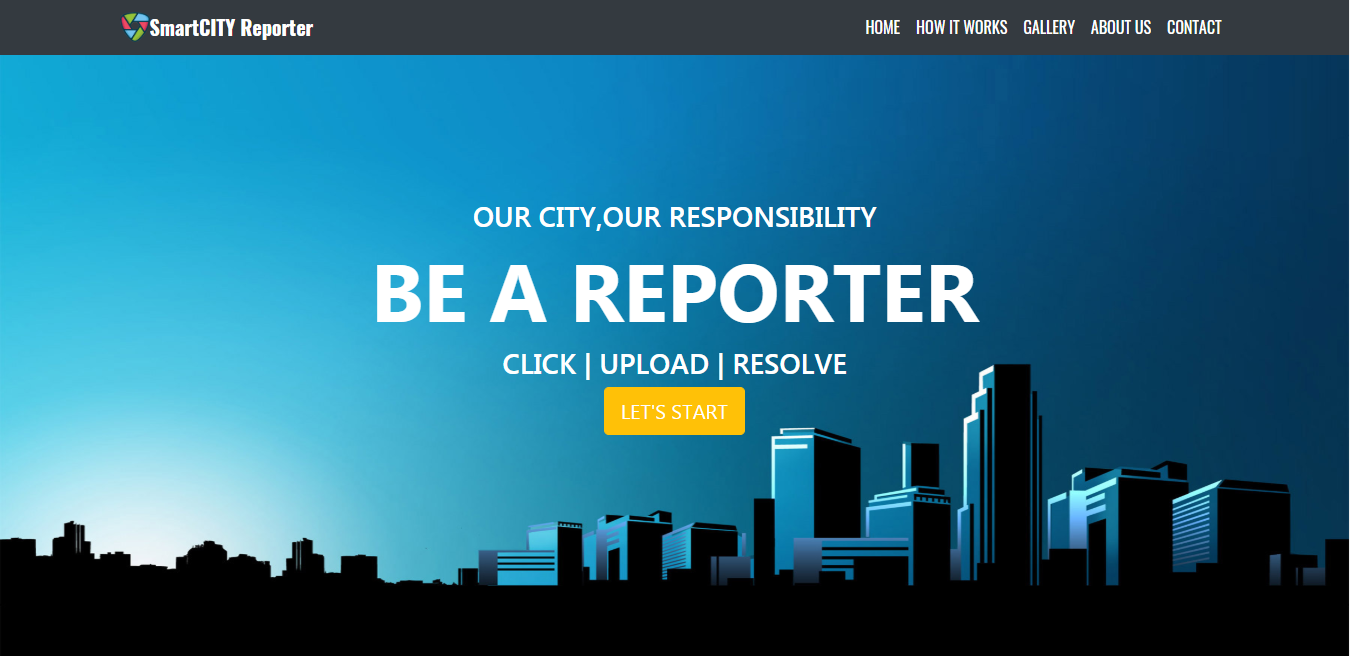 SmartCITY Reporter HOME HOW IT WORKS GALLERY ABOUT US CONTACT
OUR CITY,OUR RESPONSIBILITY
BE A REPORTER
CLICK | UPLOAD | RESOLVE
LET'S START